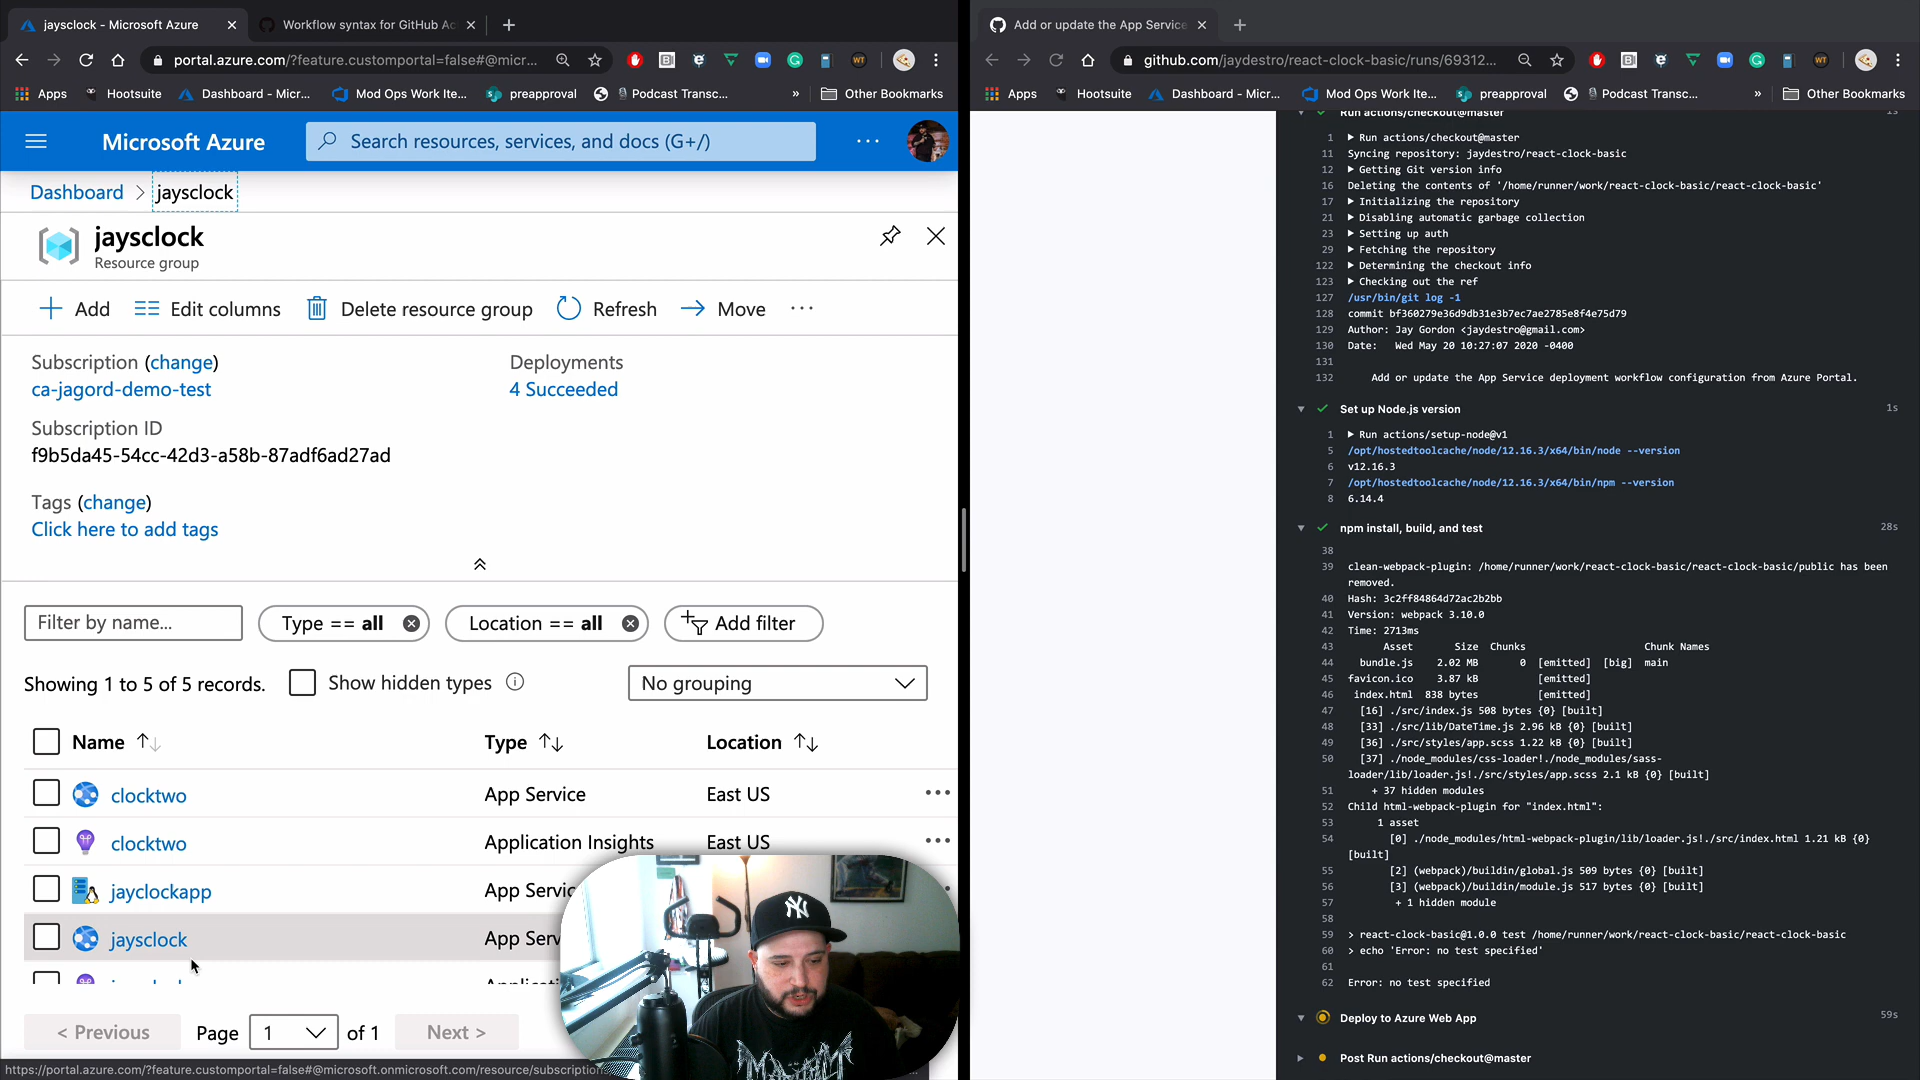 jaysclock - Microsoft Azure
Workflow syntax for GitHub Ac
portal.azure.com/?feature.customportal=false#@micr...
Apps
Hootsuite
Dashboard - Micr...
Mod Ops Work Ite...
preapproval
Podcast Transc...
»
Other Bookmarks
Microsoft Azure
Search resources, services, and docs (G+/)
Dashboard > jaysclock
jaysclock
Resource group
Add
Edit columns
Delete resource group
Refresh
Move
Subscription (change)
ca-jagord-demo-test
Deployments
4 Succeeded
Subscription ID
f9b5da45-54cc-42d3-a58b-87adf6ad27ad
Tags (change)
Click here to add tags
Filter by name...
Type == all
Location == all
Add filter
Showing 1 to 5 of 5 records.
Show hidden types
No grouping
Name
Type
Location
clocktwo
App Service
East US
clocktwo
Application Insights
East US
jayclockapp
App Servic
jaysclock
App Serv
< Previous
Page 1 of 1
Next >
https://portal.azure.com/?feature.customportal=false#@microsoft.onmicrosoft.com/resource/subscription
Add or update the App Service
github.com/jaydestro/react-clock-basic/runs/69312...
Apps
Hootsuite
Dashboard - Micr...
Mod Ops Work Ite...
preapproval
Podcast Transc...
»
Other Bookmarks
Run actions/checkout@master
1s
1 Run actions/checkout@master
11 Syncing repository: jaydestro/react-clock-basic
12 Getting Git version info
16 Deleting the contents of '/home/runner/work/react-clock-basic/react-clock-basic'
17 Initializing the repository
21 Disabling automatic garbage collection
23 Setting up auth
29 Fetching the repository
122 Determining the checkout info
123 Checking out the ref
127 /usr/bin/git log -1
128 commit bf360279e36d9db31e3b7ec7ae2785e8f4e75d79
129 Author: Jay Gordon <jaydestro@gmail.com>
130 Date: Wed May 20 10:27:07 2020 -0400
131
132 Add or update the App Service deployment workflow configuration from Azure Portal.
Set up Node.js version
1s
1 Run actions/setup-node@v1
5 /opt/hostedtoolcache/node/12.16.3/x64/bin/node --version
6 v12.16.3
7 /opt/hostedtoolcache/node/12.16.3/x64/bin/npm --version
8 6.14.4
npm install, build, and test
28s
38
39 clean-webpack-plugin: /home/runner/work/react-clock-basic/react-clock-basic/public has been
removed.
40 Hash: 3c2ff84864d72ac2b2bb
41 Version: webpack 3.10.0
42 Time: 2713ms
43 Asset Size Chunks Chunk Names
44 bundle.js 2.02 MB 0 [emitted] [big] main
45 favicon.ico 3.87 kB [emitted]
46 index.html 838 bytes [emitted]
47 [16] ./src/index.js 508 bytes {0} [built]
48 [33] ./src/lib/DateTime.js 2.96 kB {0} [built]
49 [36] ./src/styles/app.scss 1.22 kB {0} [built]
50 [37] ./node_modules/css-loader!./node_modules/sass-
loader/lib/loader.js!./src/styles/app.scss 2.1 kB {0} [built]
51 + 37 hidden modules
52 Child html-webpack-plugin for "index.html":
53 1 asset
54 [0] ./node_modules/html-webpack-plugin/lib/loader.js!./src/index.html 1.21 kB {0}
[built]
55 [2] (webpack)/buildin/global.js 509 bytes {0} [built]
56 [3] (webpack)/buildin/module.js 517 bytes {0} [built]
57 + 1 hidden module
58
59 > react-clock-basic@1.0.0 test /home/runner/work/react-clock-basic/react-clock-basic
60 > echo 'Error: no test specified'
61
62 Error: no test specified
Deploy to Azure Web App
59s
Post Run actions/checkout@master